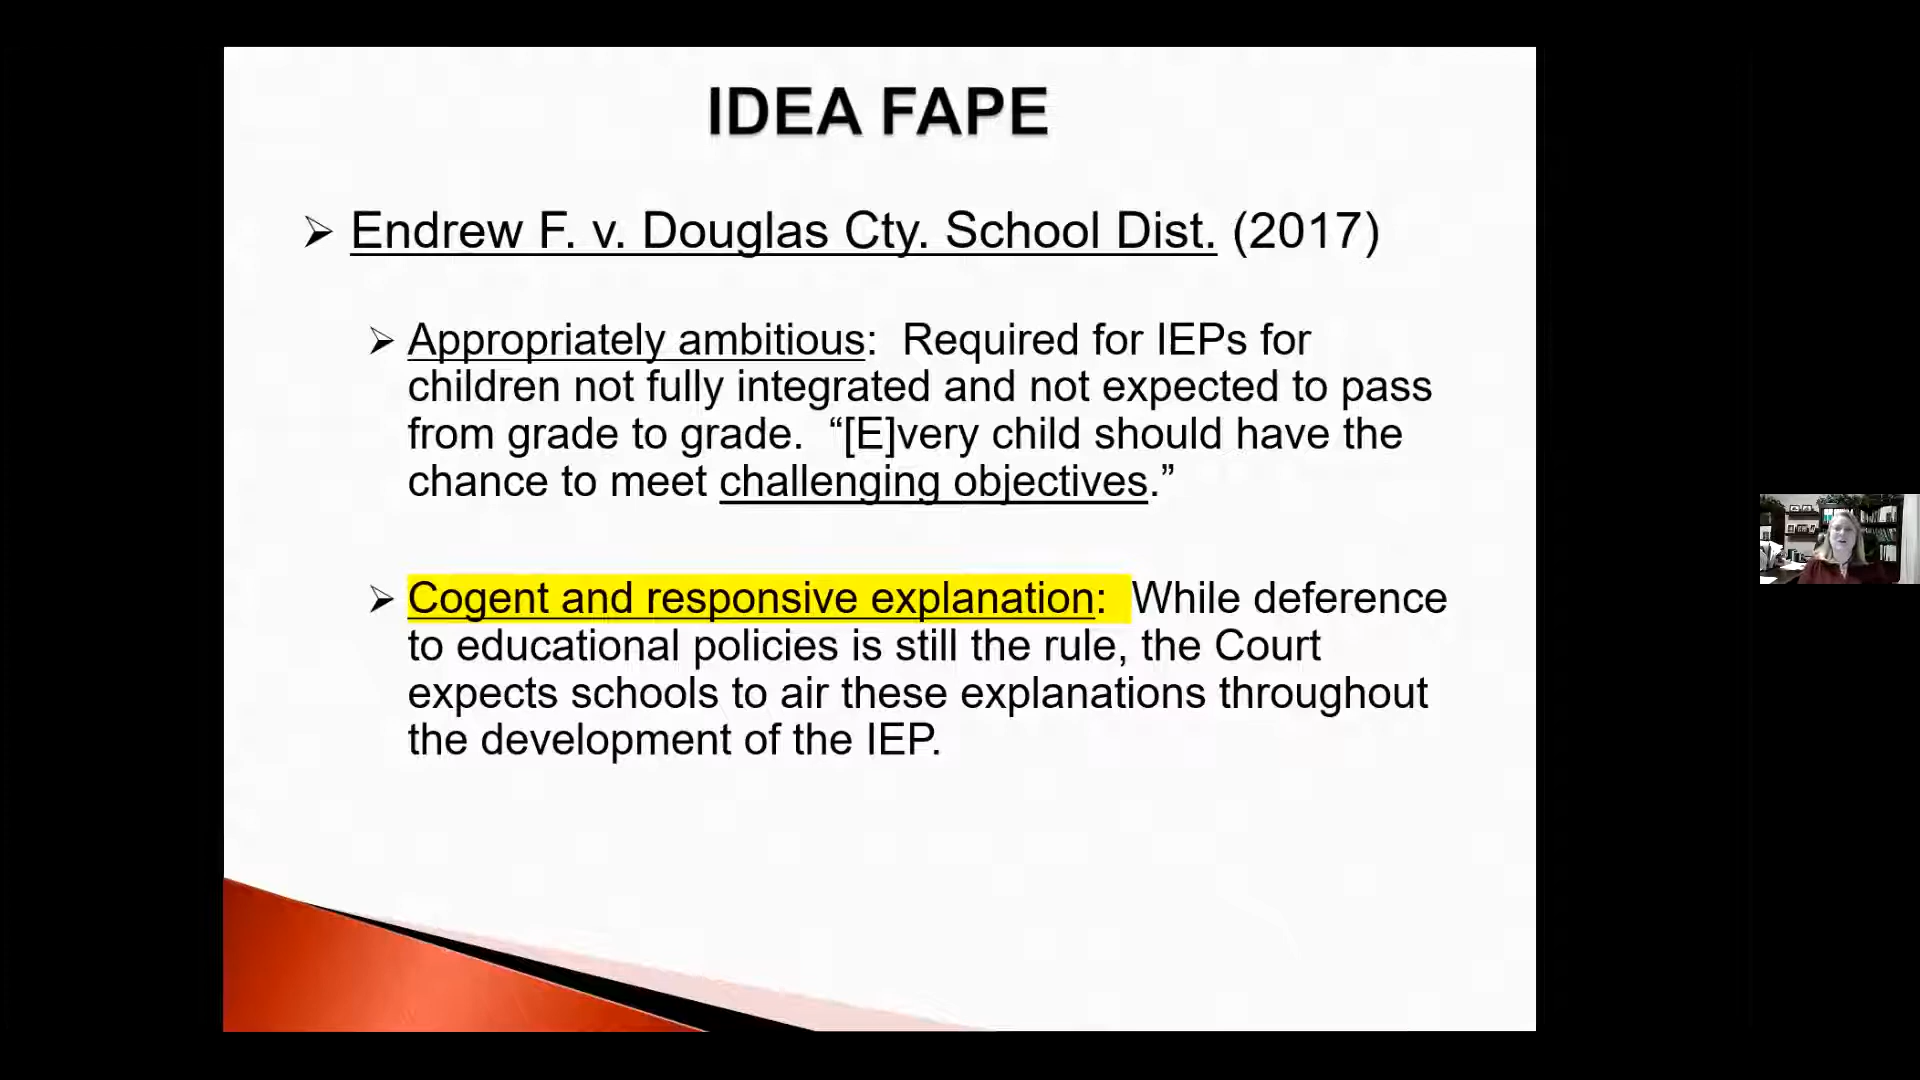 IDEA FAPE
➢ Endrew F. v. Douglas Cty. School Dist. (2017)
➢ Appropriately ambitious:  Required for IEPs for
children not fully integrated and not expected to pass
from grade to grade.  “[E]very child should have the
chance to meet challenging objectives.”
➢ Cogent and responsive explanation:  While deference
to educational policies is still the rule, the Court
expects schools to air these explanations throughout
the development of the IEP.